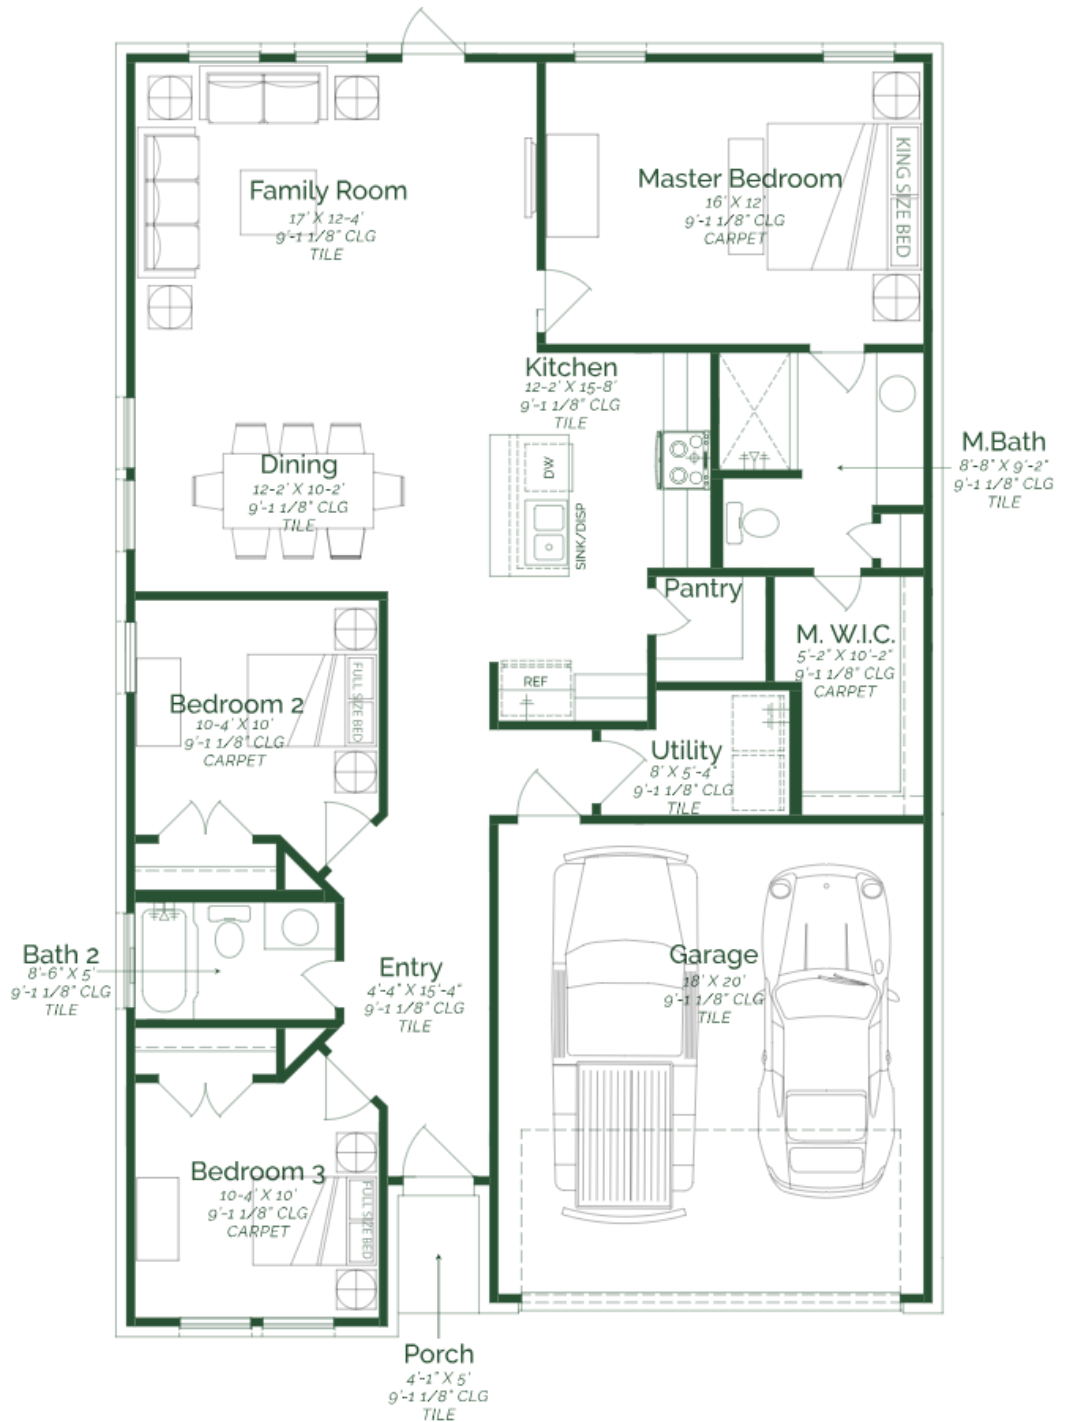 Family Room
17' X 12-4'
9'-1 1/8" CLG
TILE
Master Bedroom
16' X 12'
9'-1 1/8" CLG
CARPET
KING SIZE BED
Kitchen
12-2' X 15-8'
9'-1 1/8" CLG
TILE
DW
SINK/DISP
Dining
12-2' X 10-2'
9'-1 1/8" CLG
TILE
M.Bath
8'-8" X 9'-2"
9'-1 1/8" CLG
TILE
Pantry
M. W.I.C.
5'-2" X 10'-2"
9'-1 1/8" CLG
CARPET
REF
Bedroom 2
10-4' X 10'
9'-1 1/8" CLG
CARPET
FULL SIZE BED
Utility
8' X 5'-4"
9'-1 1/8" CLG
TILE
Bath 2
8'-6" X 5'
9'-1 1/8" CLG
TILE
Entry
4'-4" X 15'-4"
9'-1 1/8" CLG
TILE
Garage
18' X 20'
9'-1 1/8" CLG
TILE
Bedroom 3
10-4' X 10'
9'-1 1/8" CLG
CARPET
FULL SIZE BED
Porch
4'-1" X 5'
9'-1 1/8" CLG
TILE